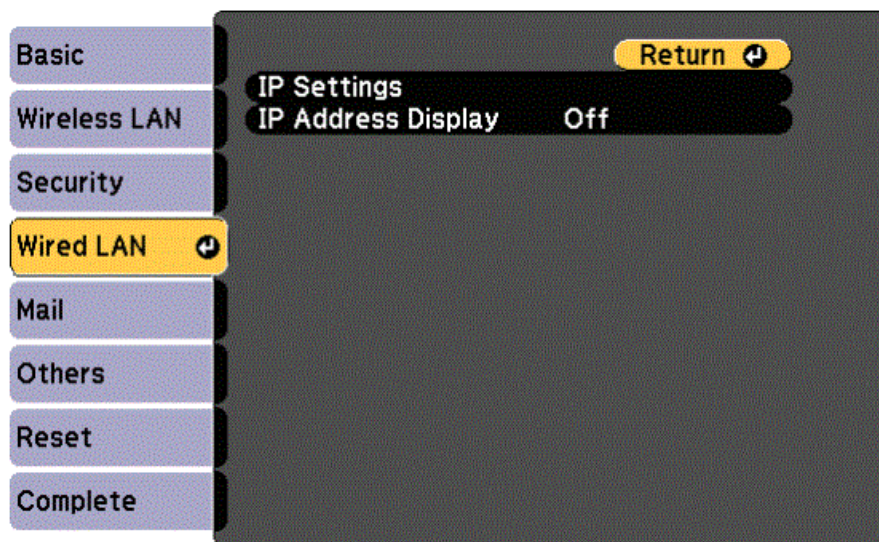 Basic
Wireless LAN
Security
Wired LAN
Mail
Others
Reset
Complete
Return
IP Settings
IP Address Display Off